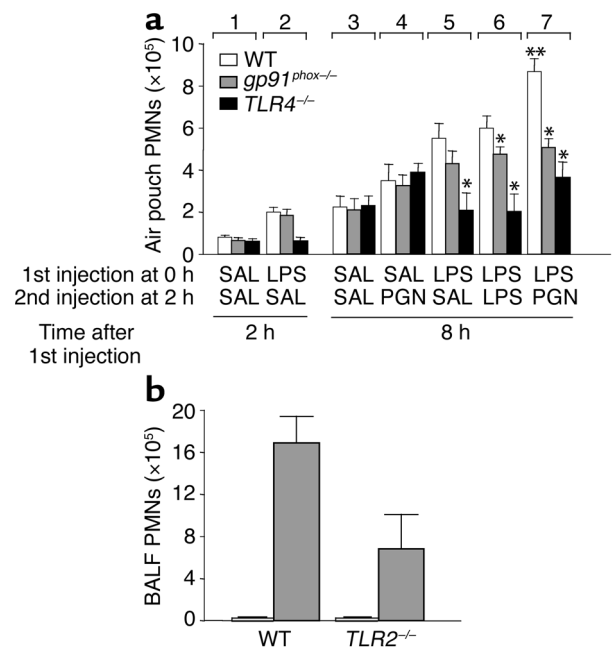 a
1 2 3 4 5 6 7
10
8
6
4
2
0
Air pouch PMNs (×10⁵)
WT
gp91ᵖʰᵒˣ⁻/⁻
TLR4⁻/⁻
* * * ** * *
1st injection at 0 h SAL LPS SAL SAL LPS LPS LPS
2nd injection at 2 h SAL SAL SAL PGN SAL LPS PGN
Time after 2 h 8 h
1st injection
b
20
16
12
8
4
0
BALF PMNs (×10⁵)
WT TLR2⁻/⁻